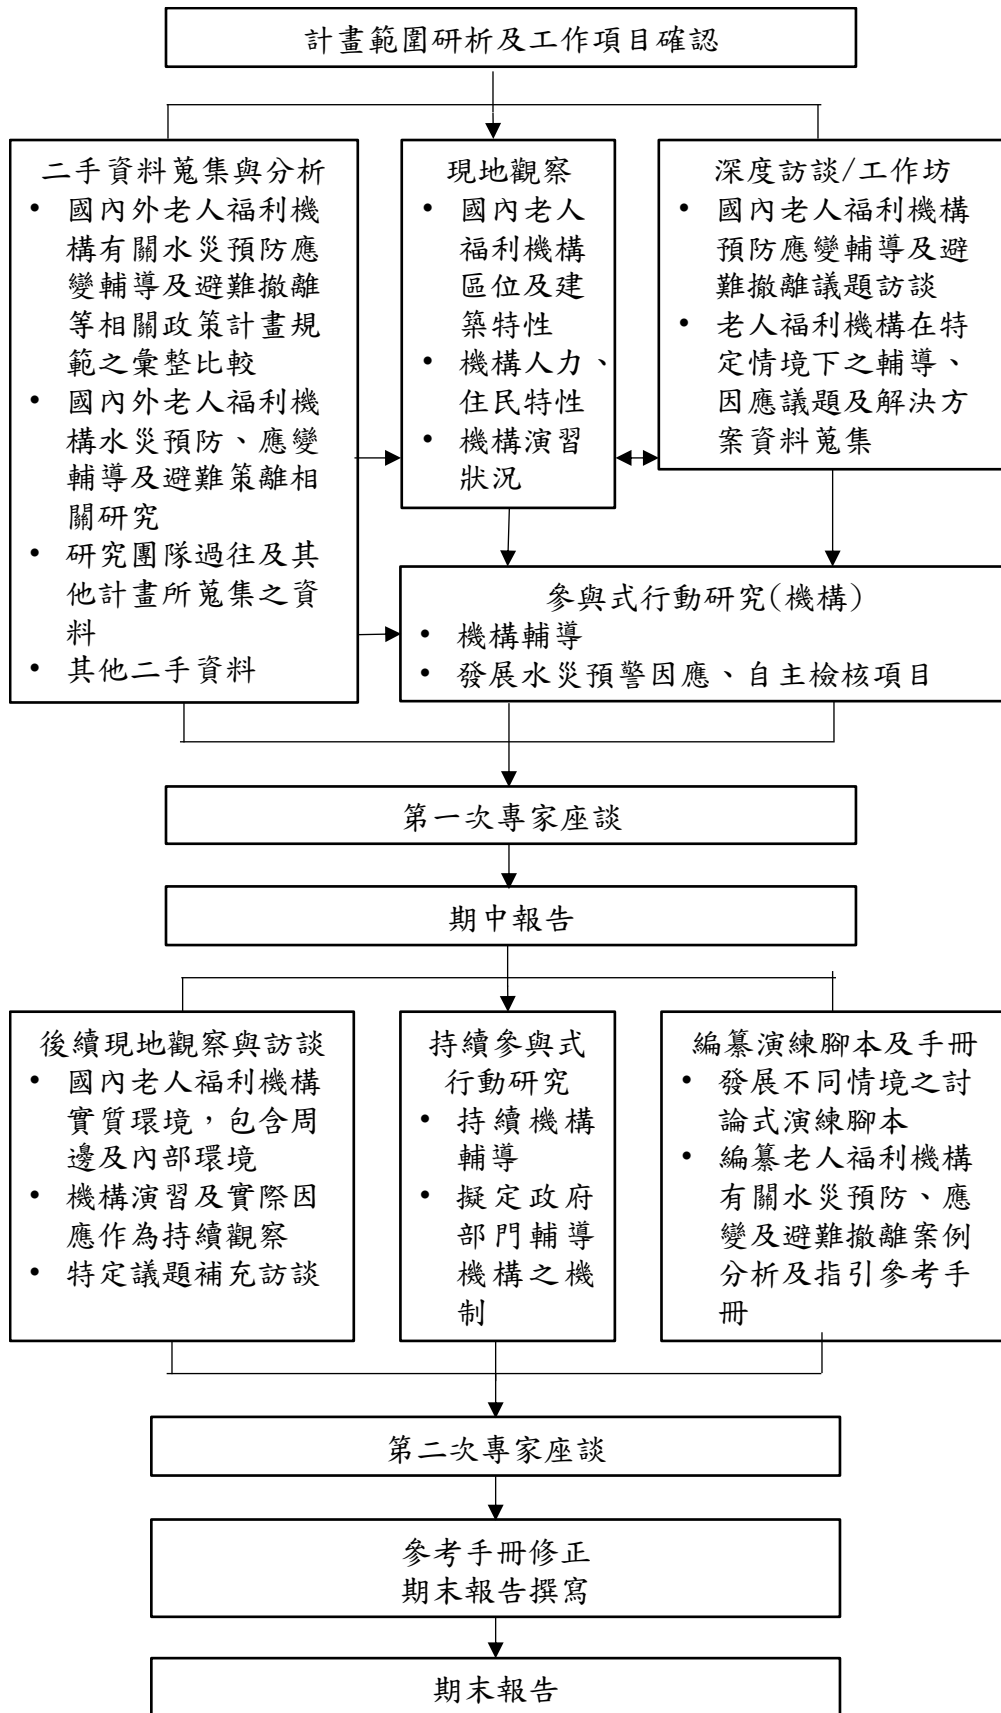 計畫範圍研析及工作項目確認
二手資料蒐集與分析
• 國內外老人福利機
構有關水災預防應
變輔導及避難撤離
等相關政策計畫規
範之彙整比較
• 國內外老人福利機
構水災預防、應變
輔導及避難策離相
關研究
• 研究團隊過往及其
他計畫所蒐集之資
料
• 其他二手資料
現地觀察
• 國內老人
福利機構
區位及建
築特性
• 機構人力、
住民特性
• 機構演習
狀況
深度訪談/工作坊
• 國內老人福利機構
預防應變輔導及避
難撤離議題訪談
• 老人福利機構在特
定情境下之輔導、
因應議題及解決方
案資料蒐集
參與式行動研究(機構)
• 機構輔導
• 發展水災預警因應、自主檢核項目
第一次專家座談
期中報告
後續現地觀察與訪談
• 國內老人福利機構
實質環境，包含周
邊及內部環境
• 機構演習及實際因
應作為持續觀察
• 特定議題補充訪談
持續參與式
行動研究
• 持續機構
輔導
• 擬定政府
部門輔導
機構之機
制
編纂演練腳本及手冊
• 發展不同情境之討
論式演練腳本
• 編纂老人福利機構
有關水災預防、應
變及避難撤離案例
分析及指引參考手
冊
第二次專家座談
參考手冊修正
期末報告撰寫
期末報告